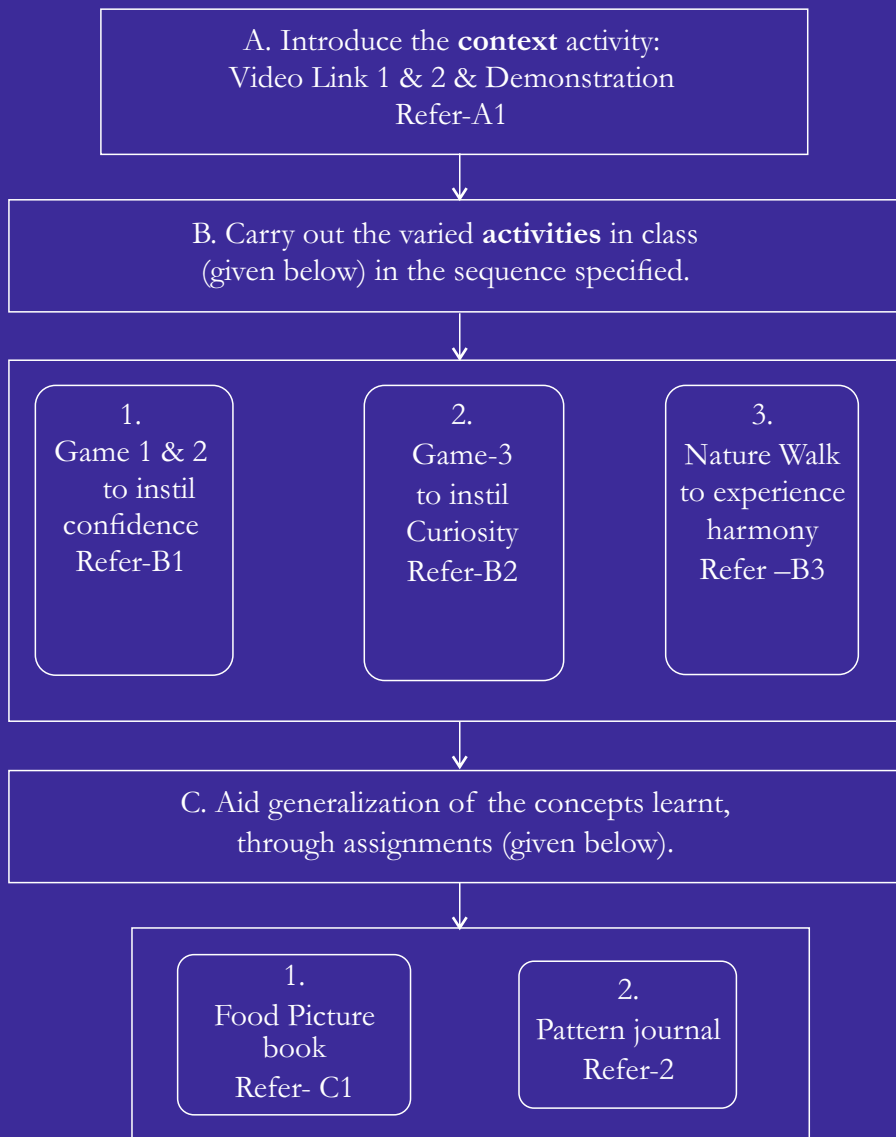 A. Introduce the context activity:
Video Link 1 & 2 & Demonstration
Refer-A1
B. Carry out the varied activities in class
(given below) in the sequence specified.
1.
Game 1 & 2
to instil
confidence
Refer-B1
2.
Game-3
to instil
Curiosity
Refer-B2
3.
Nature Walk
to experience
harmony
Refer –B3
C. Aid generalization of the concepts learnt,
through assignments (given below).
1.
Food Picture
book
Refer- C1
2.
Pattern journal
Refer-2